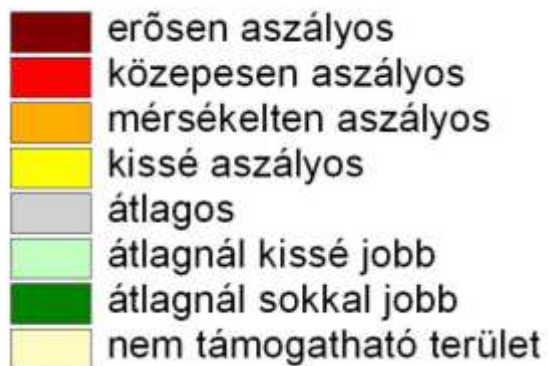 erõsen aszályos
közepesen aszályos
mérsékelten aszályos
kissé aszályos
átlagos
átlagnál kissé jobb
átlagnál sokkal jobb
nem támogatható terület